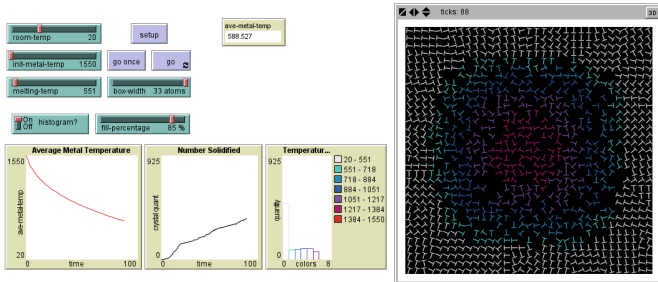 room-temp 20
setup
ave-metal-temp
588.527
init-metal-temp 1550
go once
go
melting-temp 551
box-width 33 atoms
On
Off
histogram?
fill-percentage 85 %
Average Metal Temperature
1550
ave-metal-temp
20
0 time 100
Number Solidified
925
crystal quant.
0
0 time 100
Temperatur...
925
quantity
0
0 colors 8
20 - 551
551 - 718
718 - 884
884 - 1051
1051 - 1217
1217 - 1384
1384 - 1550
ticks: 88
3D